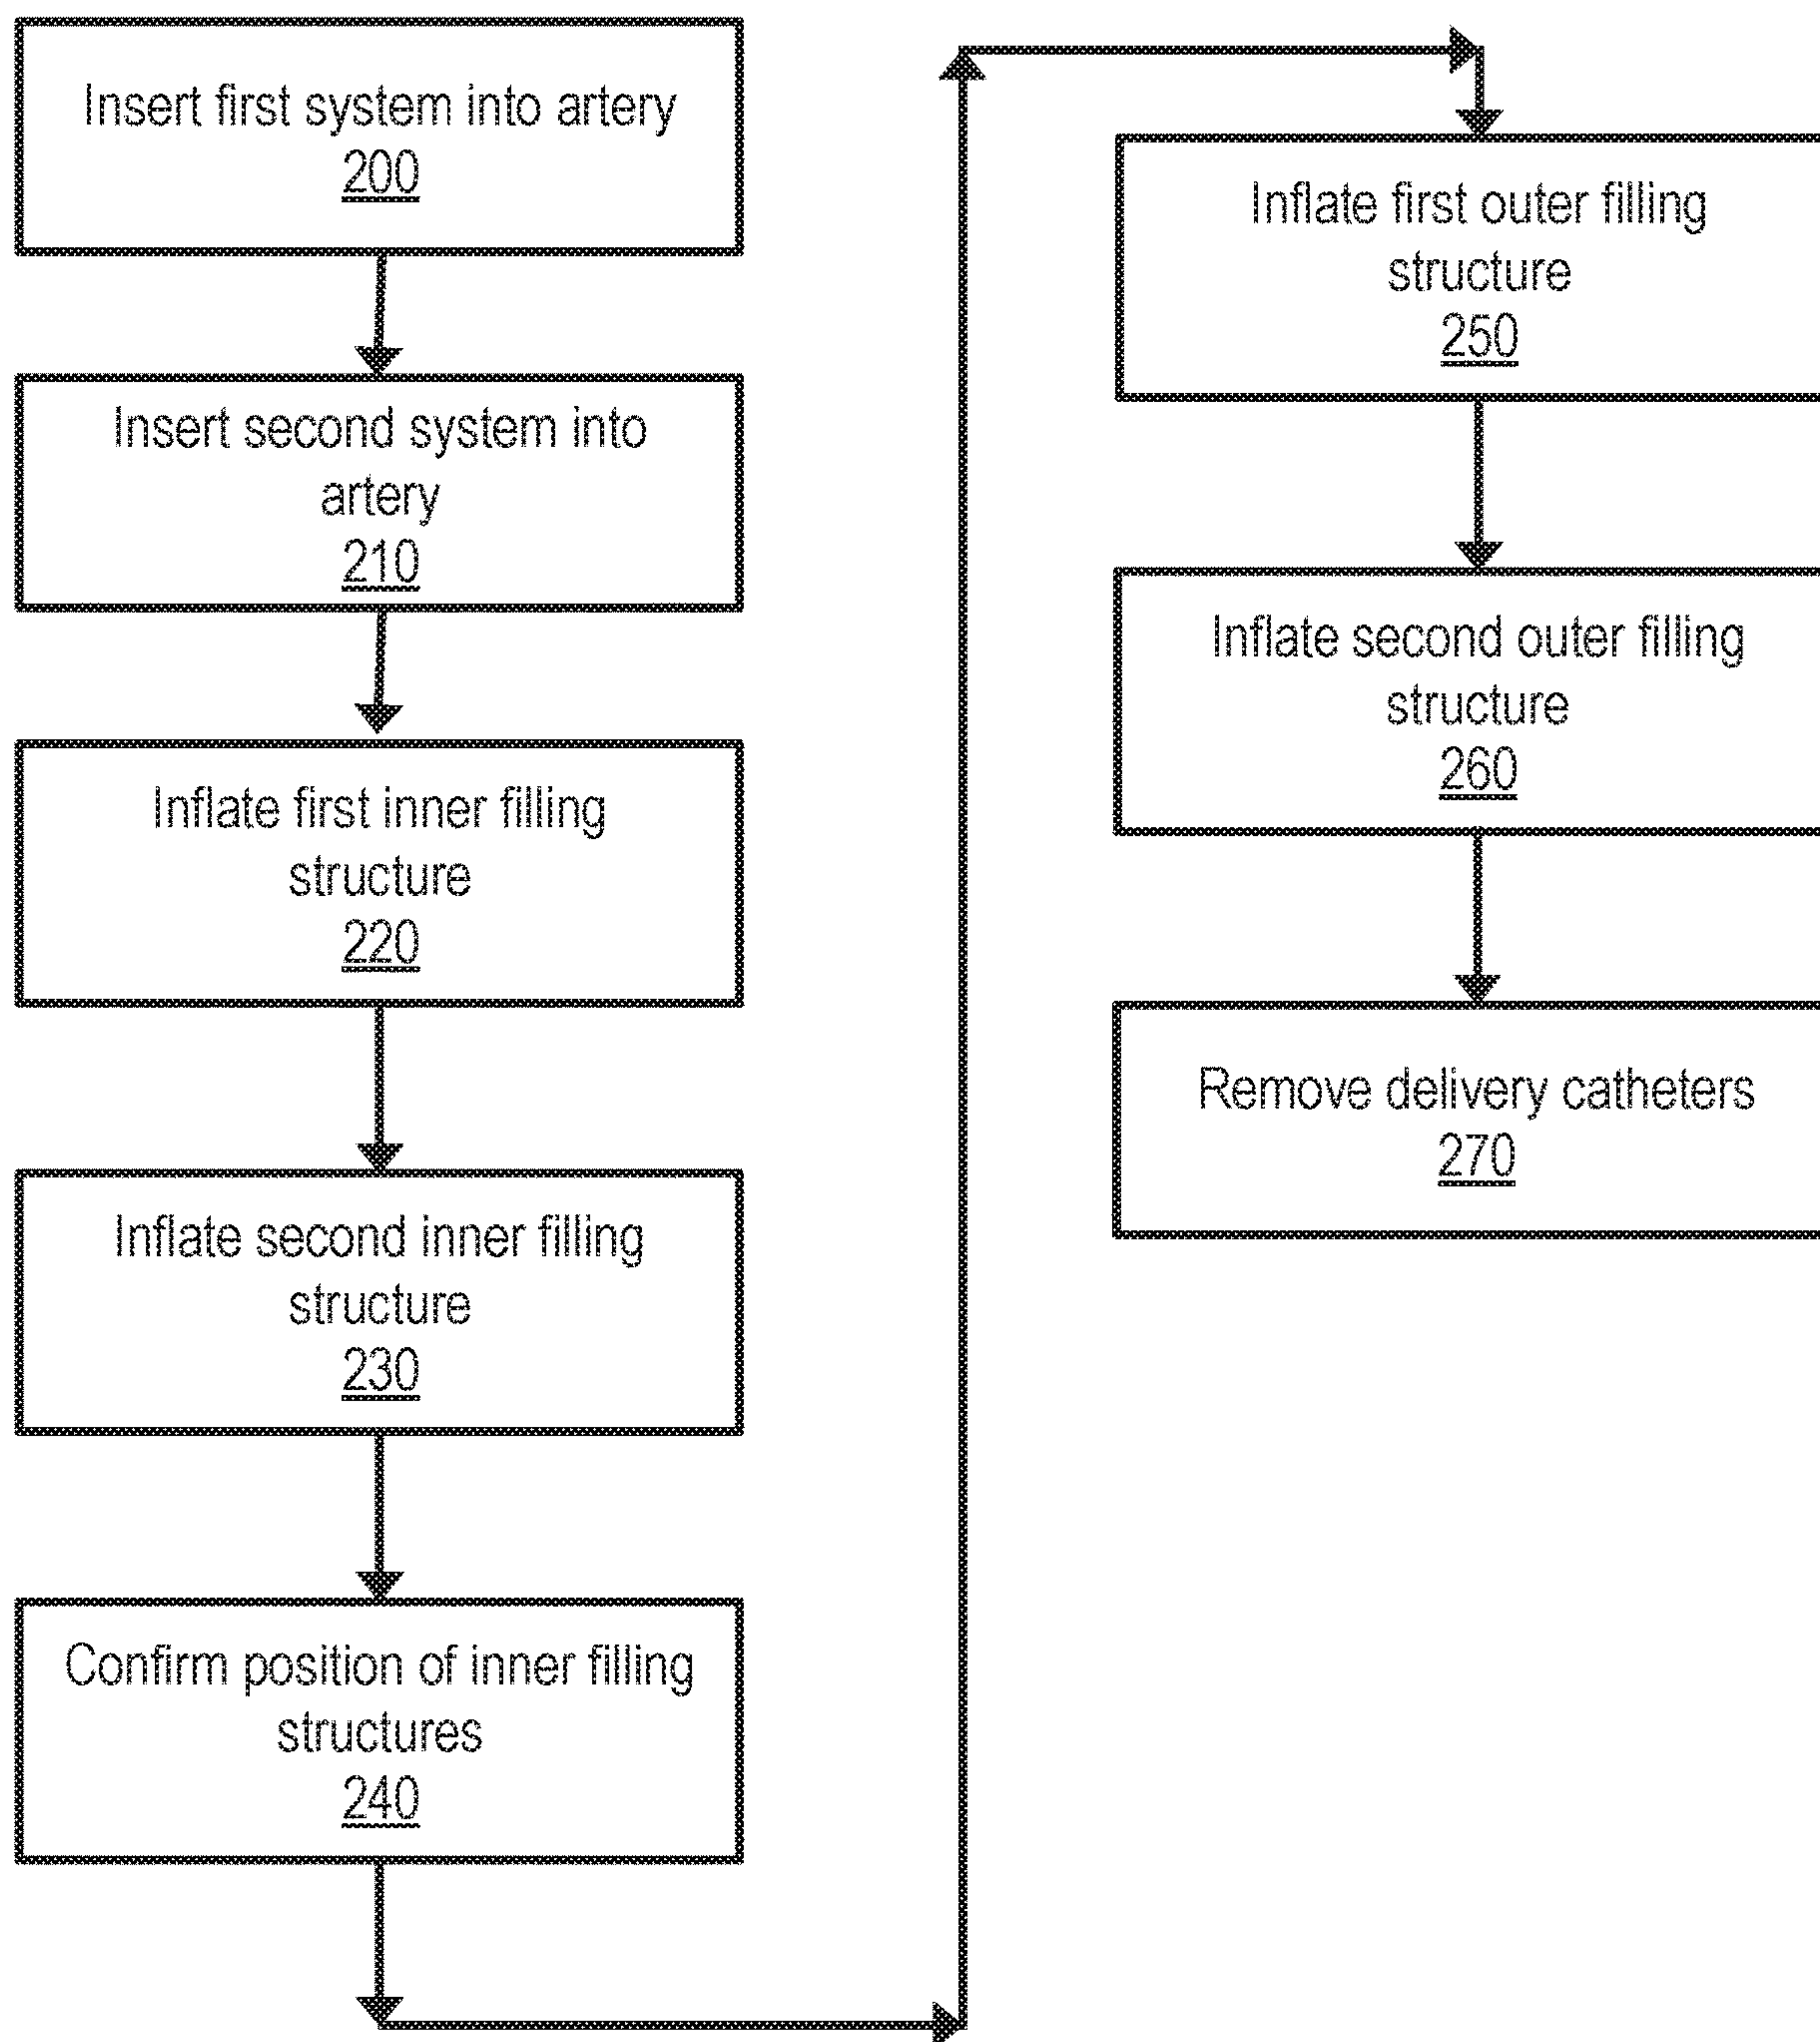 Insert first system into artery
200
Insert second system into
artery
210
Inflate first inner filling
structure
220
Inflate second inner filling
structure
230
Confirm position of inner filling
structures
240
Inflate first outer filling
structure
250
Inflate second outer filling
structure
260
Remove delivery catheters
270